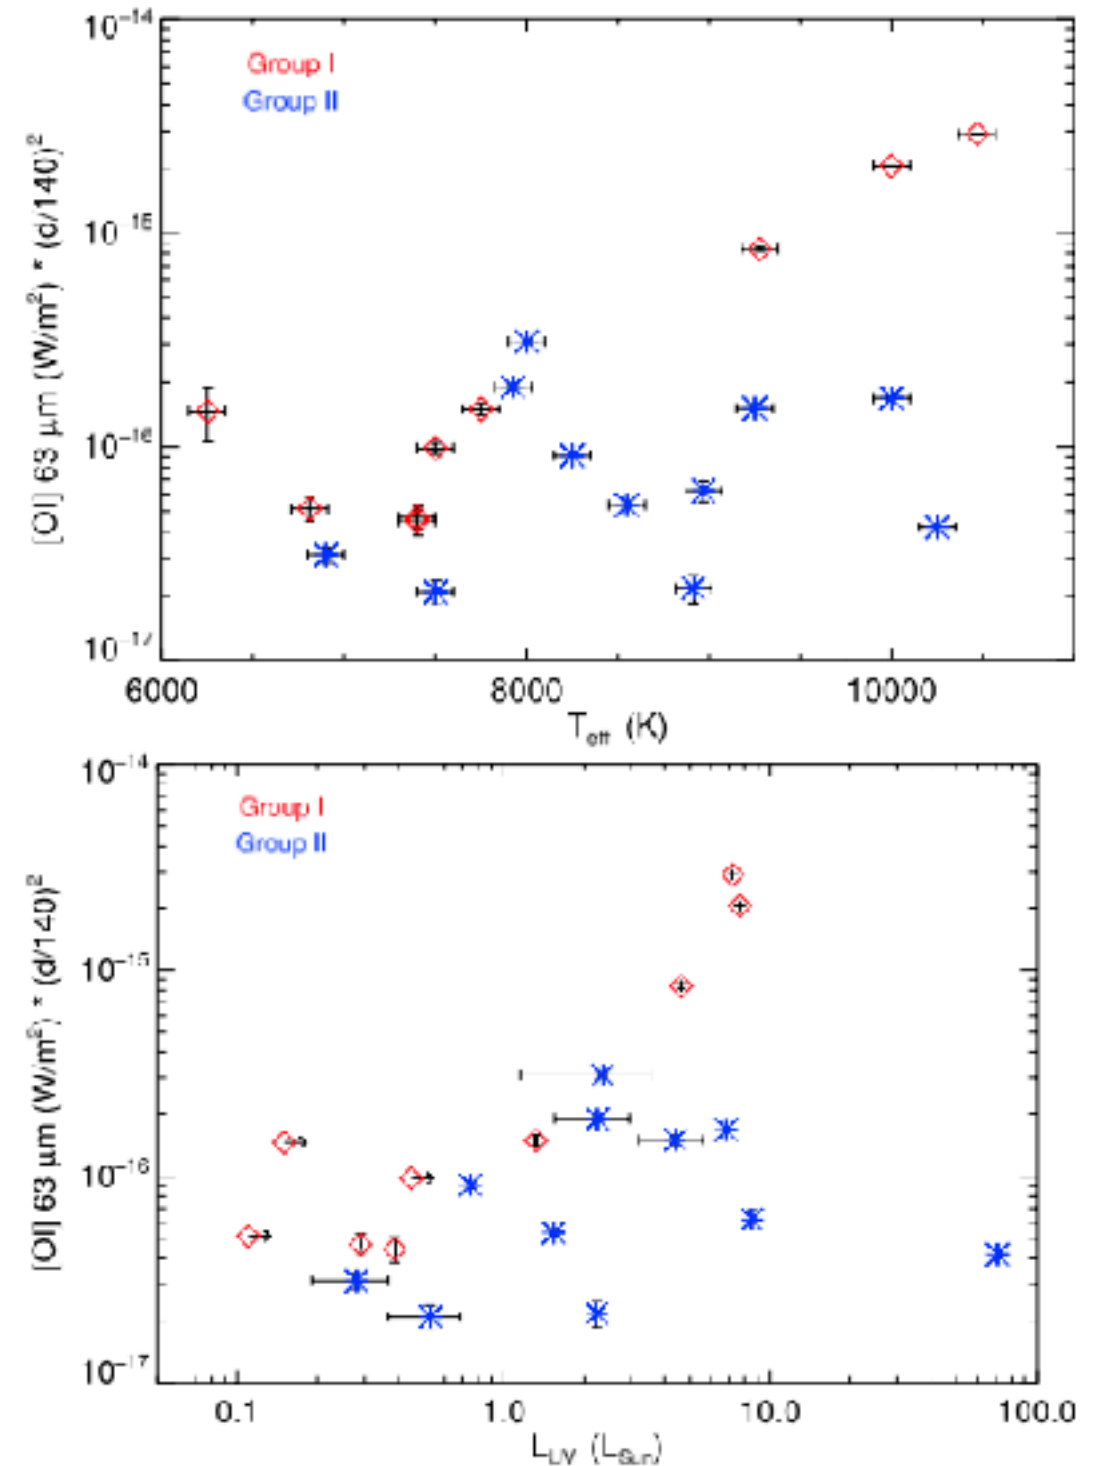 10⁻¹⁴
Group I
Group II
10⁻¹⁵
10⁻¹⁶
10⁻¹⁷
[OI] 63 μm (W/m²) * (d/140)²
6000 8000 10000
T_eff (K)
10⁻¹⁴
Group I
Group II
10⁻¹⁵
10⁻¹⁶
10⁻¹⁷
[OI] 63 μm (W/m²) * (d/140)²
0.1 1.0 10.0 100.0
L_UV (L_Sun)